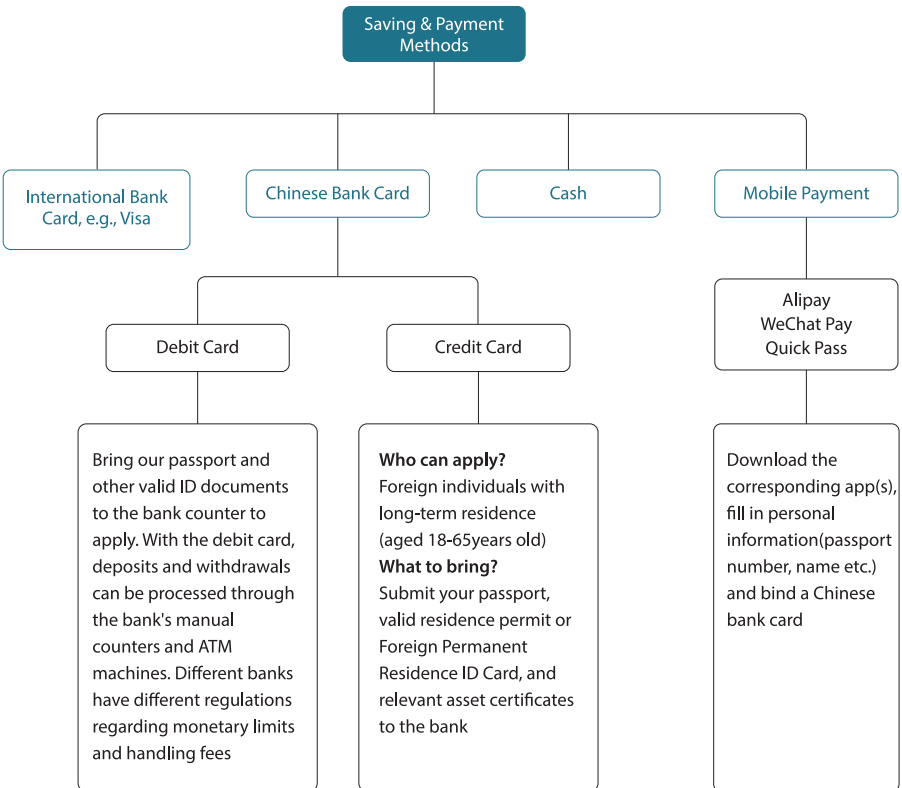 Saving & Payment
Methods
International Bank
Card, e.g., Visa
Chinese Bank Card
Cash
Mobile Payment
Debit Card
Credit Card
Alipay
WeChat Pay
Quick Pass
Bring our passport and
other valid ID documents
to the bank counter to
apply. With the debit card,
deposits and withdrawals
can be processed through
the bank's manual
counters and ATM
machines. Different banks
have different regulations
regarding monetary limits
and handling fees
Who can apply?
Foreign individuals with
long-term residence
(aged 18-65years old)
What to bring?
Submit your passport,
valid residence permit or
Foreign Permanent
Residence ID Card, and
relevant asset certificates
to the bank
Download the
corresponding app(s),
fill in personal
information(passport
number, name etc.)
and bind a Chinese
bank card